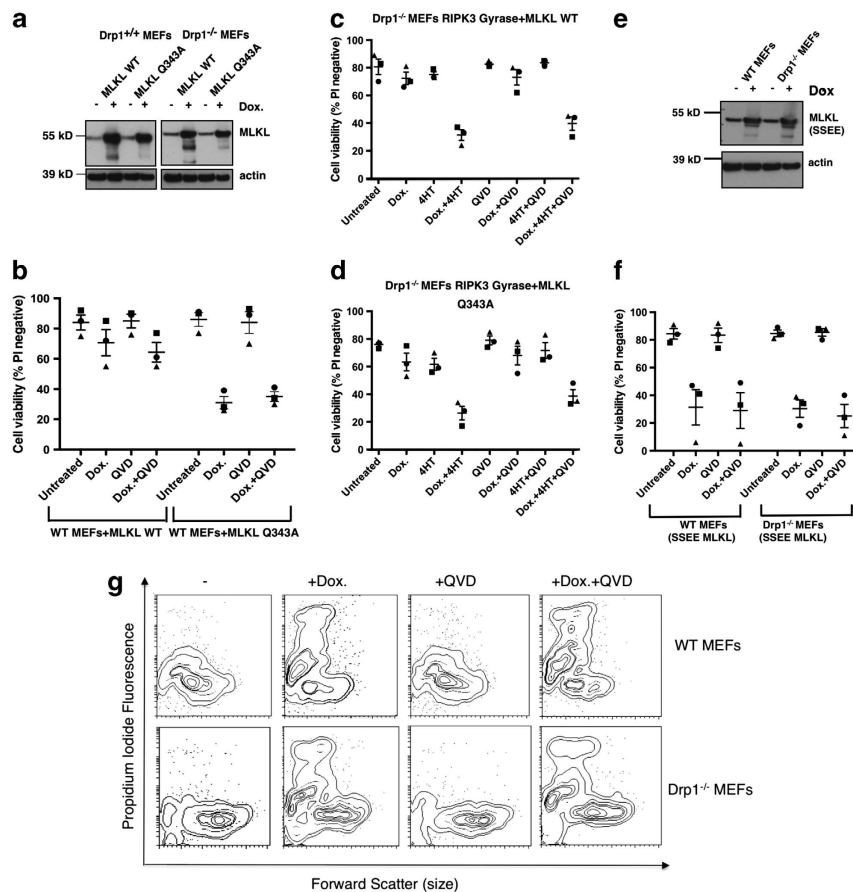 a
Drp1+/+ MEFs
Drp1-/- MEFs
MLKL WT
MLKL Q343A
MLKL WT
MLKL Q343A
- + - + - + - +
Dox.
55 kD
MLKL
39 kD
actin
b
Cell viability (% PI negative)
100
80
60
40
20
0
Untreated
Dox.
QVD
Dox.+QVD
Untreated
Dox.
QVD
Dox.+QVD
WT MEFs+MLKL WT
WT MEFs+MLKL Q343A
c
Drp1-/- MEFs RIPK3 Gyrase+MLKL WT
Cell viability (% PI negative)
100
80
60
40
20
0
Untreated
Dox.
4HT
Dox.+4HT
QVD
Dox.+QVD
4HT+QVD
Dox.+4HT+QVD
d
Drp1-/- MEFs RIPK3 Gyrase+MLKL
Q343A
Cell viability (% PI negative)
100
80
60
40
20
0
Untreated
Dox.
4HT
Dox.+4HT
QVD
Dox.+QVD
4HT+QVD
Dox.+4HT+QVD
e
WT MEFs
Drp1-/- MEFs
- + - +
Dox
55 kD
MLKL
(SSEE)
39 kD
actin
f
Cell viability (% PI negative)
100
80
60
40
20
0
Untreated
Dox.
QVD
Dox.+QVD
Untreated
Dox.
QVD
Dox.+QVD
WT MEFs
(SSEE MLKL)
Drp1-/- MEFs
(SSEE MLKL)
g
-
+Dox.
+QVD
+Dox.+QVD
Propidium Iodide Fluorescence
WT MEFs
Drp1-/- MEFs
Forward Scatter (size)